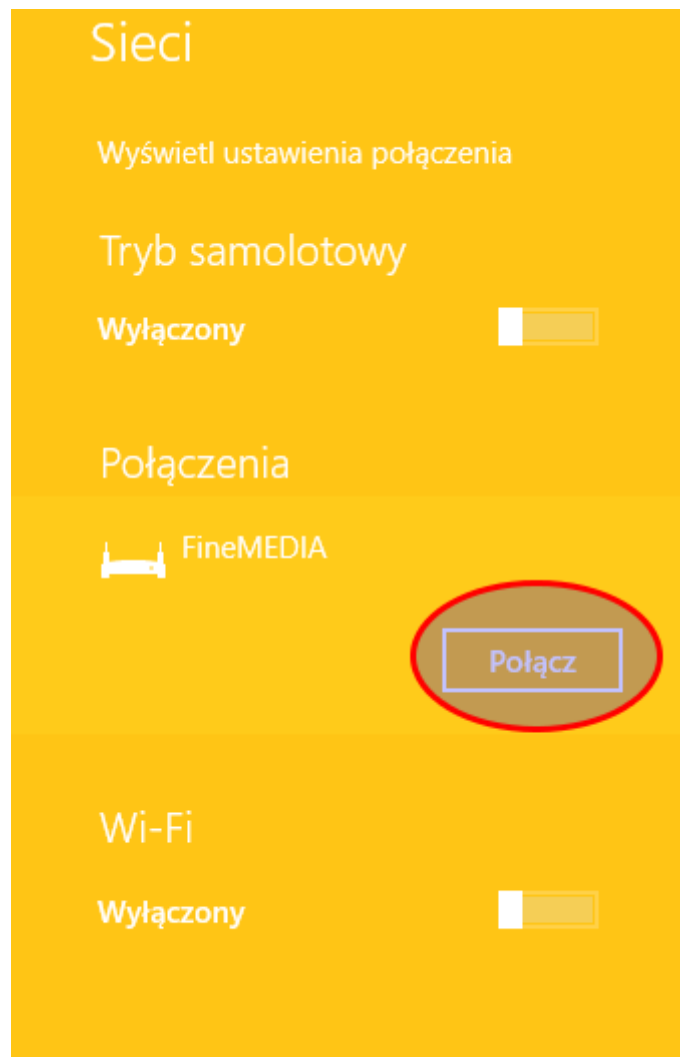 Sieci
Wyświetl ustawienia połączenia
Tryb samolotowy
Wyłączony
Połączenia
FineMEDIA
Połącz
Wi-Fi
Wyłączony